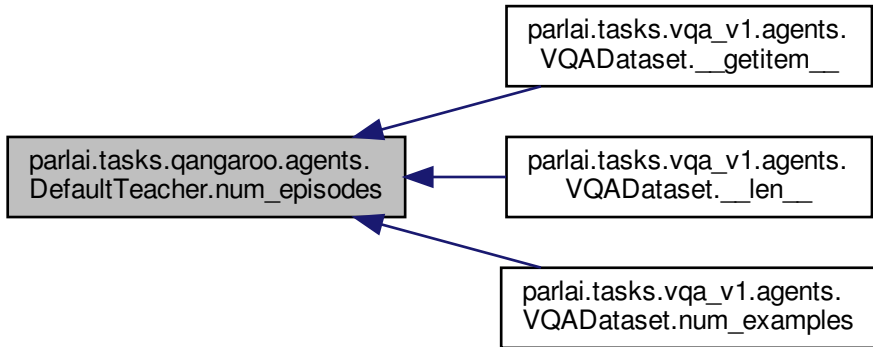 parlai.tasks.vqa_v1.agents.
VQADataset.__getitem__
parlai.tasks.qangaroo.agents.
DefaultTeacher.num_episodes
parlai.tasks.vqa_v1.agents.
VQADataset.__len__
parlai.tasks.vqa_v1.agents.
VQADataset.num_examples